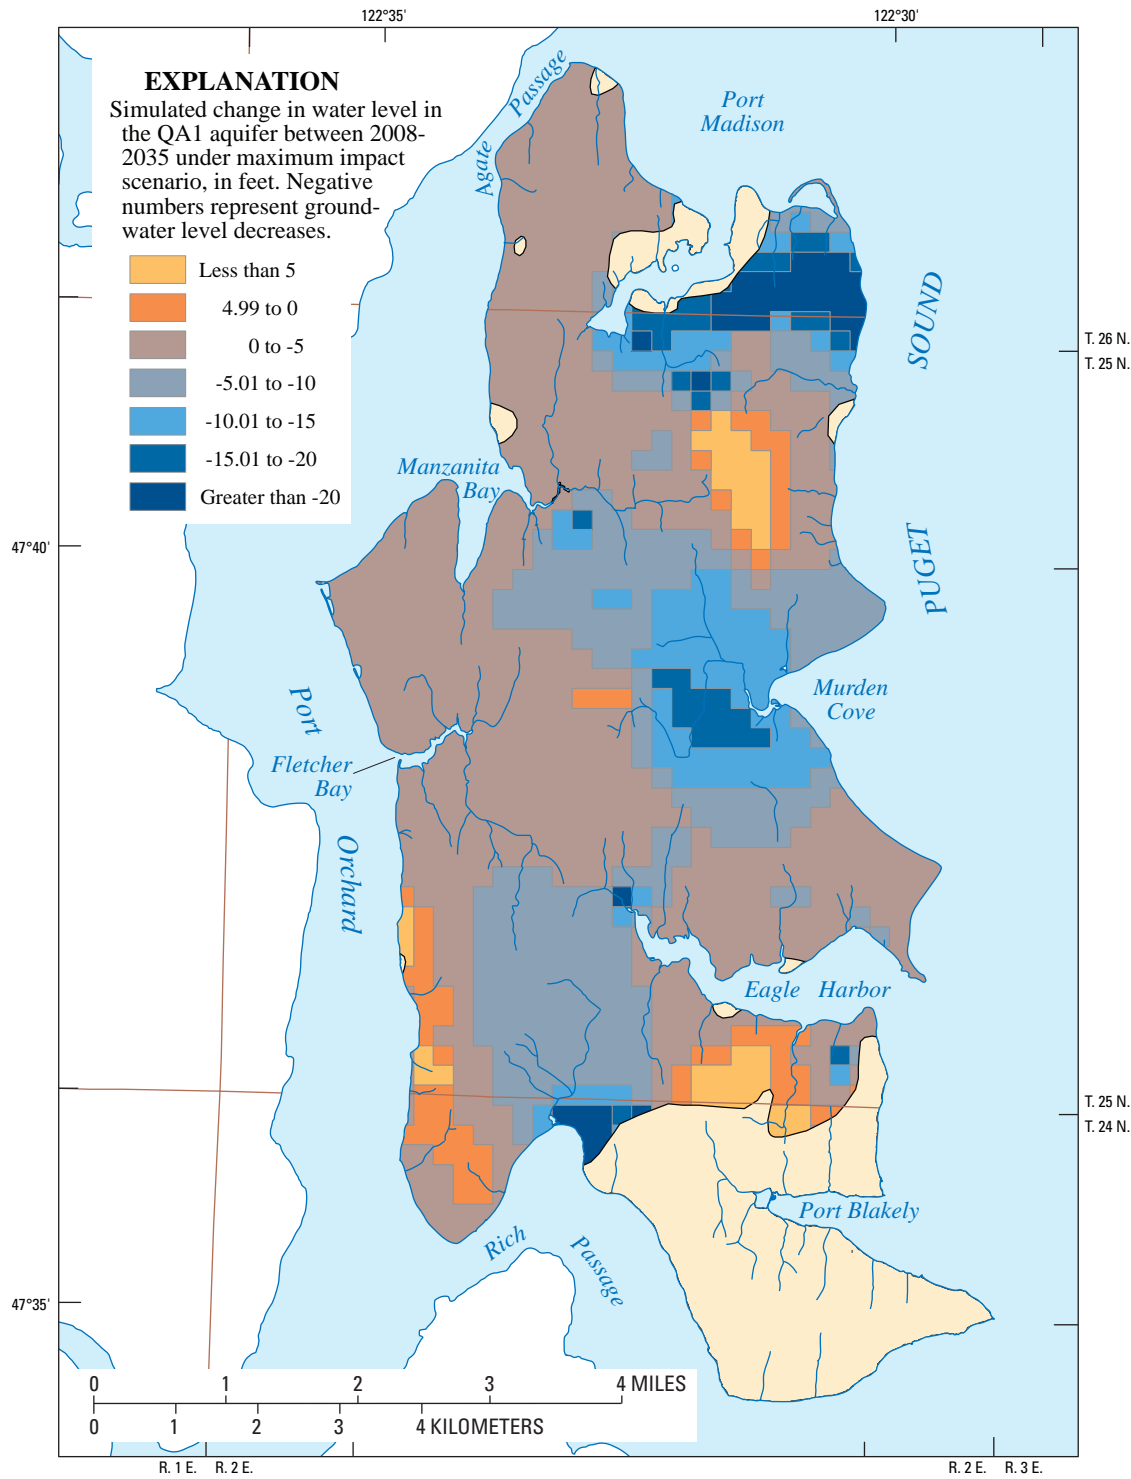 122°35'
122°30'
EXPLANATION
Simulated change in water level in
the QA1 aquifer between 2008-
2035 under maximum impact
scenario, in feet. Negative
numbers represent ground-
water level decreases.
Less than 5
4.99 to 0
0 to -5
-5.01 to -10
-10.01 to -15
-15.01 to -20
Greater than -20
Agate Passage
Port
Madison
PUGET SOUND
T. 26 N.
T. 25 N.
Manzanita
Bay
47°40'
Murden
Cove
Port Orchard
Fletcher
Bay
Eagle Harbor
T. 25 N.
T. 24 N.
Port Blakely
Rich Passage
47°35'
0 1 2 3 4 MILES
0 1 2 3 4 KILOMETERS
R. 1 E. R. 2 E.
R. 2 E. R. 3 E.